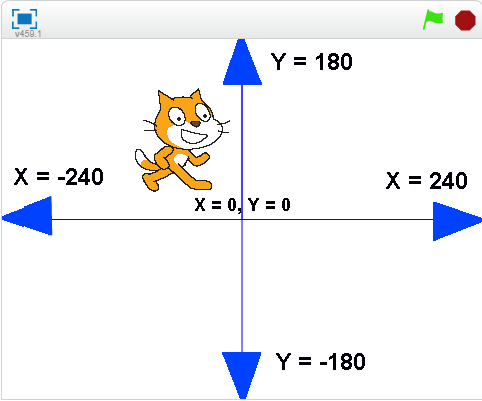 v459.1
Y = 180
X = -240
X = 240
X = 0, Y = 0
Y = -180